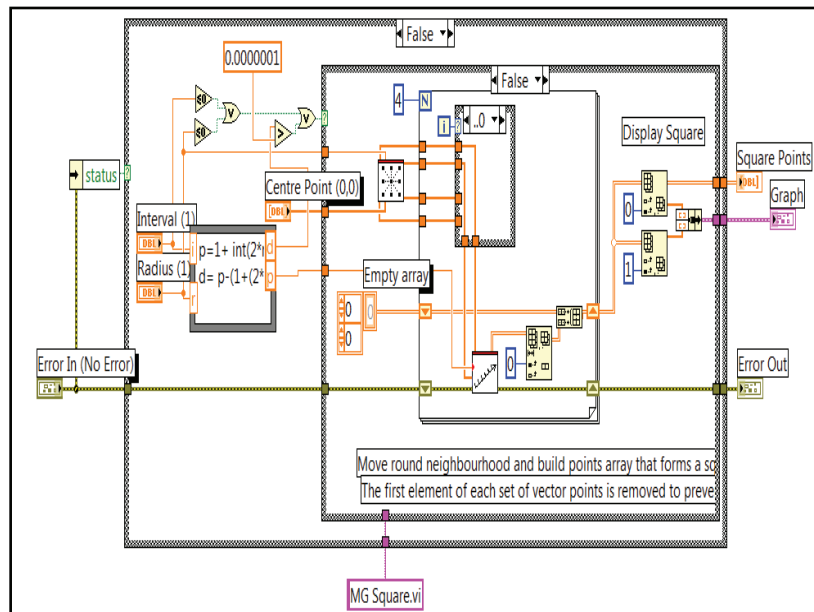 False
0.0000001
False
4
N
i
..0
≤0
V
V
≤0
>
?
?
?
Display Square
status
Centre Point (0,0)
DBL
Square Points
DBL
Graph
0
1
Interval (1)
DBL
i
p=1+ int(2*r
d
Radius (1)
DBL
d= p-(1+(2*
p
r
Empty array
0
0
0
0
Error In (No Error)
Error Out
Move round neighbourhood and build points array that forms a sq
The first element of each set of vector points is removed to preve
MG Square.vi